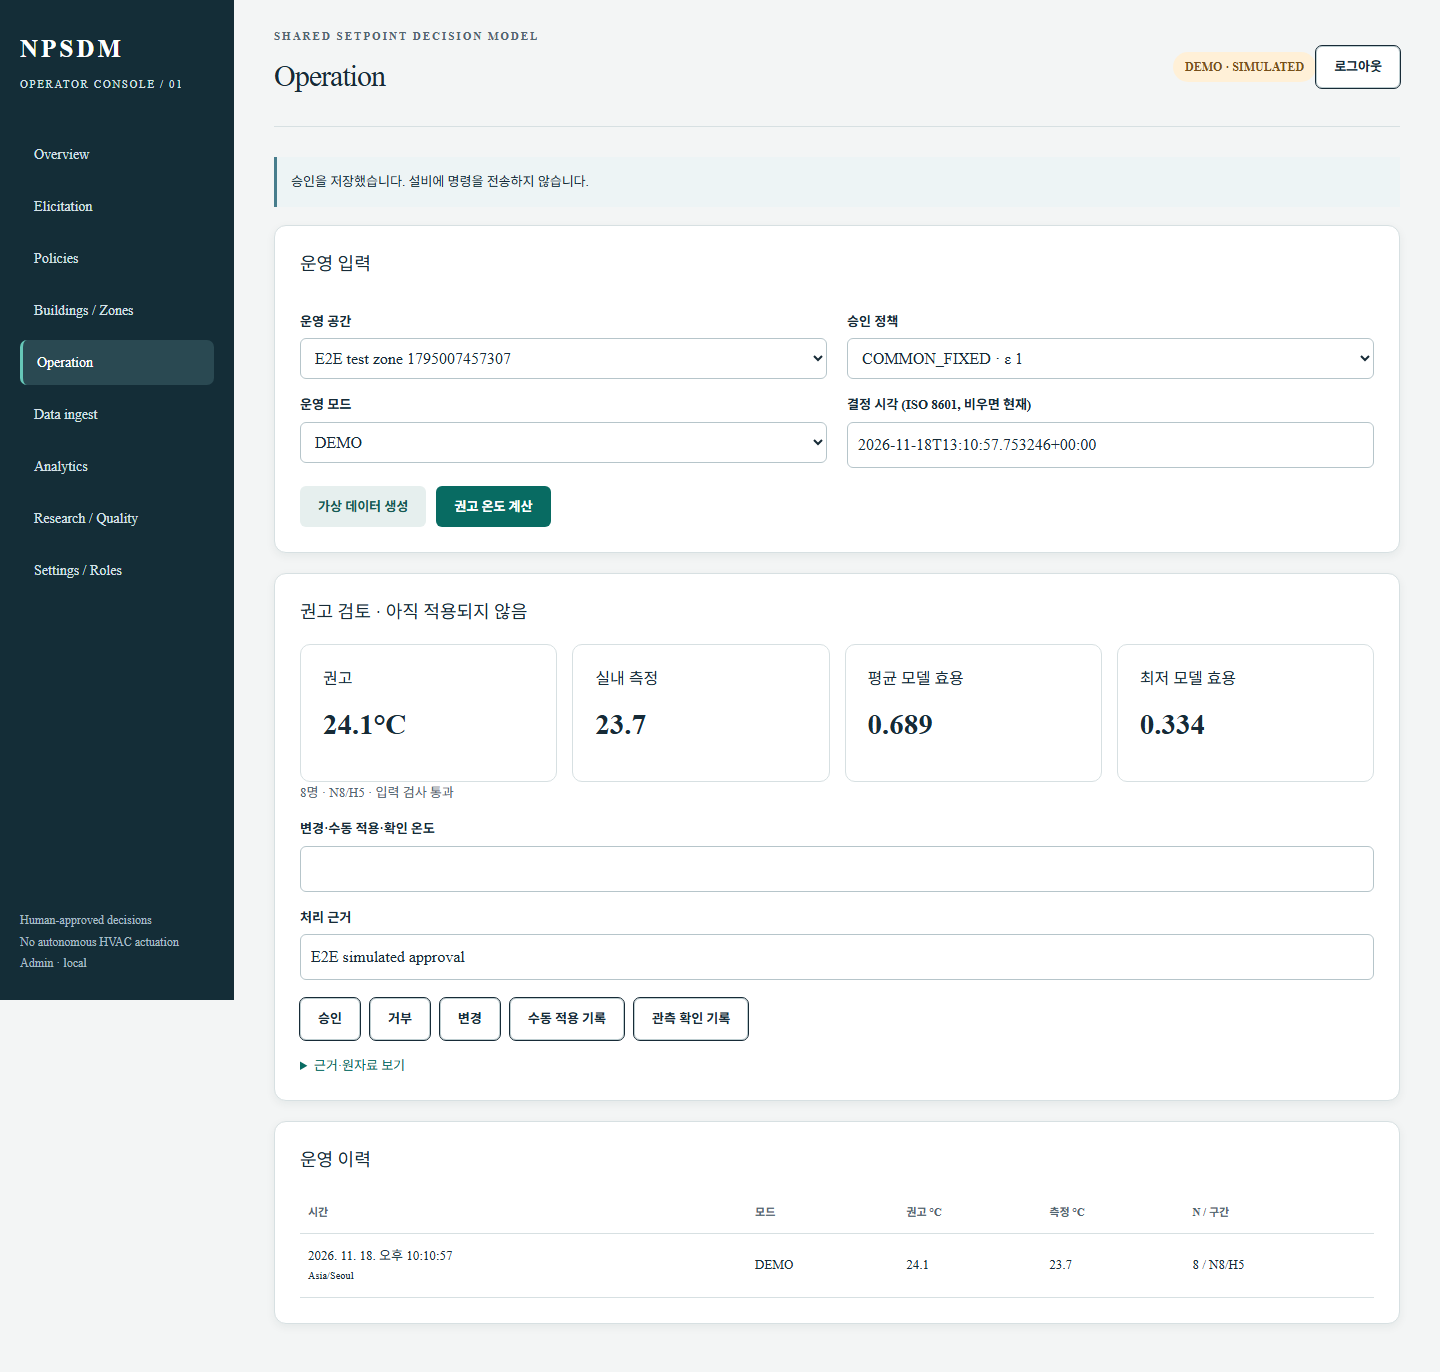 NPSDM
OPERATOR CONSOLE / 01
Overview
Elicitation
Policies
Buildings / Zones
Operation
Data ingest
Analytics
Research / Quality
Settings / Roles
Human-approved decisions
No autonomous HVAC actuation
Admin · local
SHARED SETPOINT DECISION MODEL
Operation
DEMO · SIMULATED
로그아웃
승인을 저장했습니다. 설비에 명령을 전송하지 않습니다.
운영 입력
운영 공간
승인 정책
E2E test zone 1795007457307
COMMON_FIXED · ε 1
운영 모드
결정 시각 (ISO 8601, 비우면 현재)
DEMO
2026-11-18T13:10:57.753246+00:00
가상 데이터 생성
권고 온도 계산
권고 검토 · 아직 적용되지 않음
권고
실내 측정
평균 모델 효용
최저 모델 효용
24.1°C
23.7
0.689
0.334
8명 · N8/H5 · 입력 검사 통과
변경·수동 적용·확인 온도
처리 근거
E2E simulated approval
승인
거부
변경
수동 적용 기록
관측 확인 기록
▶ 근거·원자료 보기
운영 이력
시간 모드 권고 °C 측정 °C N / 구간
2026. 11. 18. 오후 10:10:57 DEMO 24.1 23.7 8 / N8/H5
Asia/Seoul